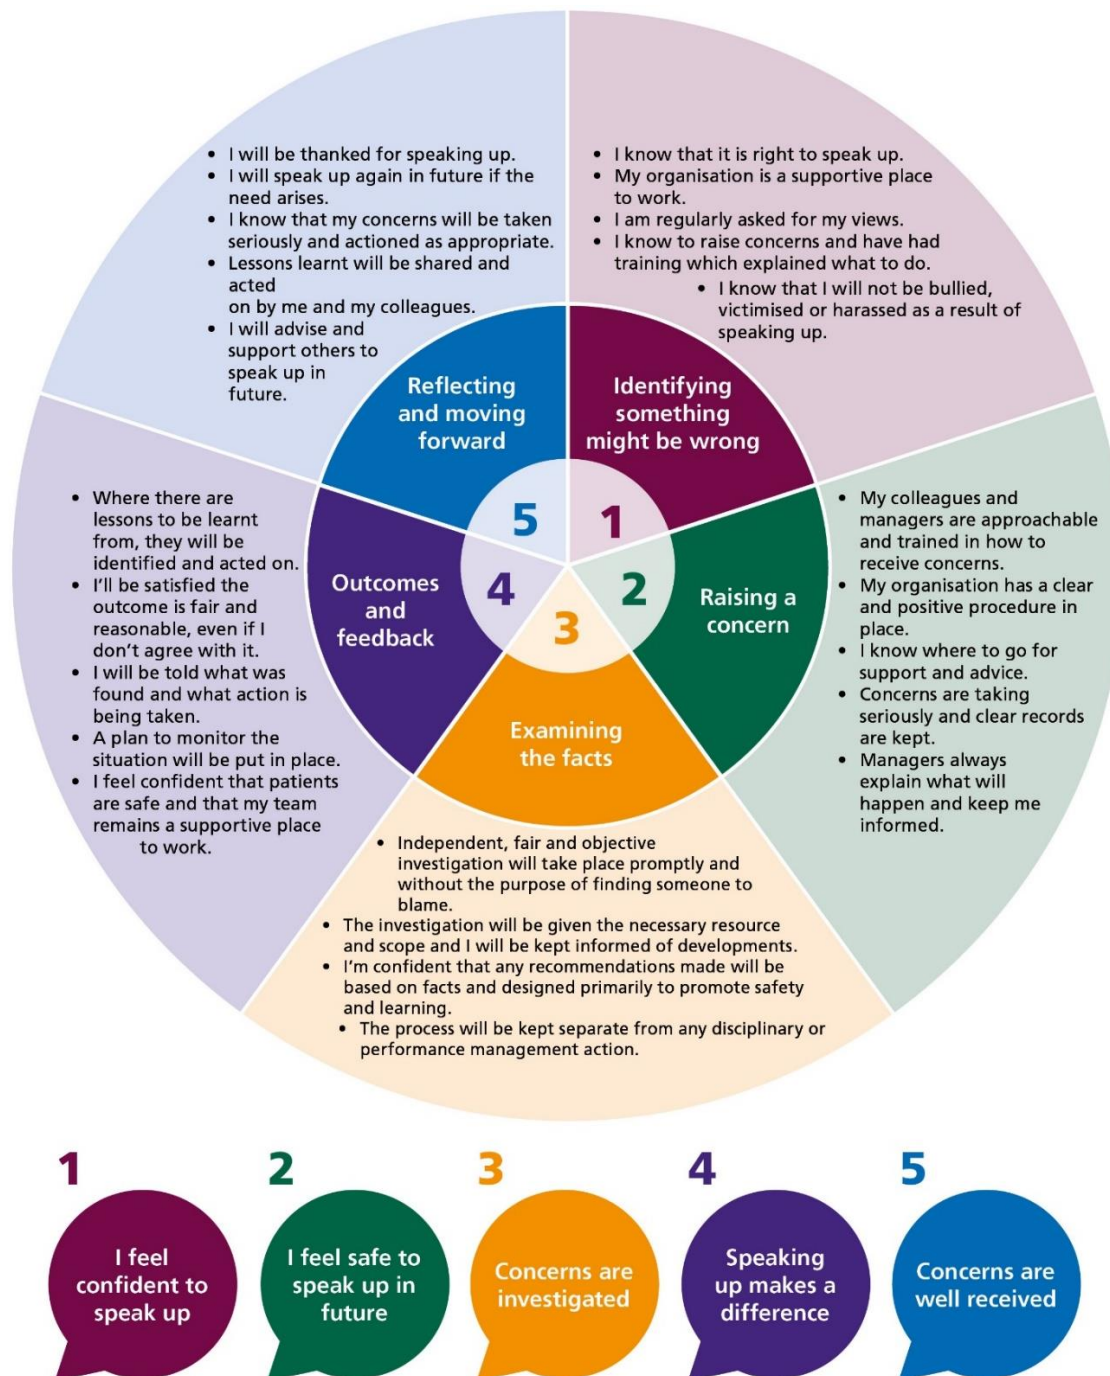 • I know that it is right to speak up.
• My organisation is a supportive place
to work.
• I am regularly asked for my views.
• I know to raise concerns and have had
training which explained what to do.
• I know that I will not be bullied,
victimised or harassed as a result of
speaking up.
Identifying
something
might be wrong
1
• My colleagues and
managers are approachable
and trained in how to
receive concerns.
• My organisation has a clear
and positive procedure in
place.
• I know where to go for
support and advice.
• Concerns are taking
seriously and clear records
are kept.
• Managers always
explain what will
happen and keep me
informed.
Raising a
concern
2
• Independent, fair and objective
investigation will take place promptly and
without the purpose of finding someone to
blame.
• The investigation will be given the necessary resource
and scope and I will be kept informed of developments.
• I'm confident that any recommendations made will be
based on facts and designed primarily to promote safety
and learning.
• The process will be kept separate from any disciplinary or
performance management action.
Examining
the facts
3
• Where there are
lessons to be learnt
from, they will be
identified and acted on.
• I'll be satisfied the
outcome is fair and
reasonable, even if I
don't agree with it.
• I will be told what was
found and what action is
being taken.
• A plan to monitor the
situation will be put in place.
• I feel confident that patients
are safe and that my team
remains a supportive place
to work.
Outcomes
and
feedback
4
• I will be thanked for speaking up.
• I will speak up again in future if the
need arises.
• I know that my concerns will be taken
seriously and actioned as appropriate.
• Lessons learnt will be shared and
acted
on by me and my colleagues.
• I will advise and
support others to
speak up in
future.
Reflecting
and moving
forward
5
1
I feel
confident to
speak up
2
I feel safe to
speak up in
future
3
Concerns are
investigated
4
Speaking
up makes a
difference
5
Concerns are
well received